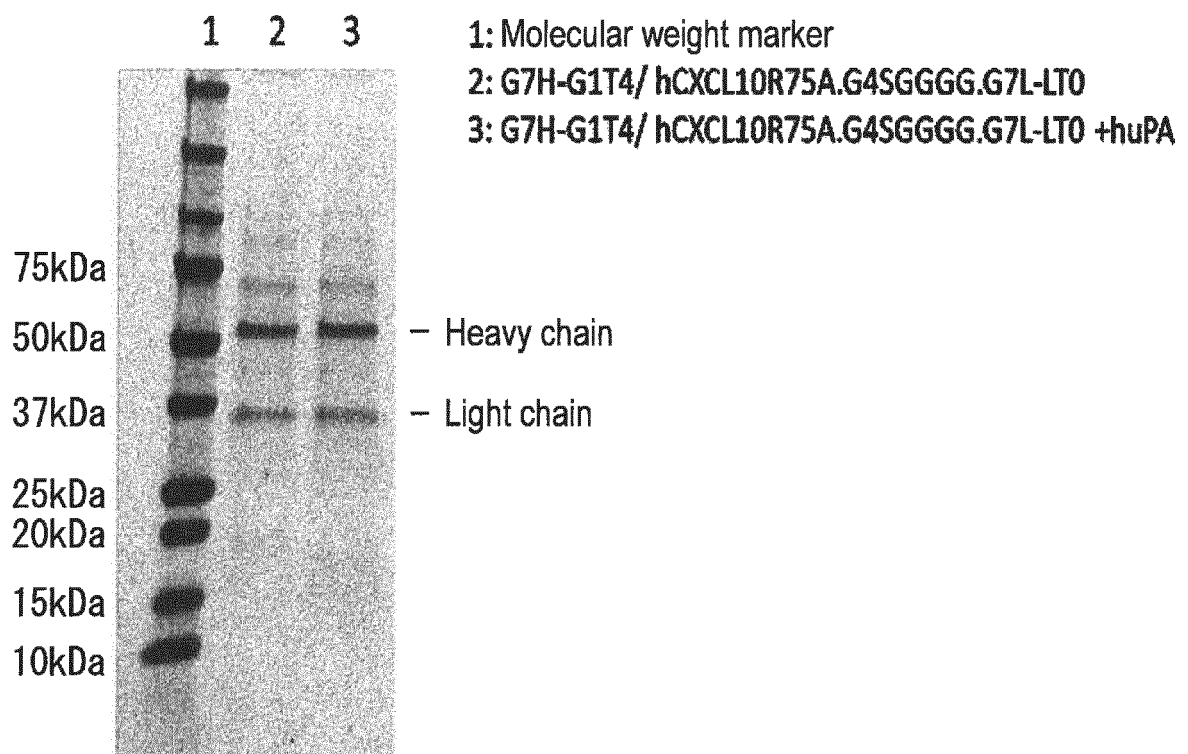 1 2 3
1: Molecular weight marker
2: G7H-G1T4/ hCXCL10R75A.G4SGGGG.G7L-LT0
3: G7H-G1T4/ hCXCL10R75A.G4SGGGG.G7L-LT0 +huPA
75kDa
50kDa
37kDa
25kDa
20kDa
15kDa
10kDa
– Heavy chain
– Light chain